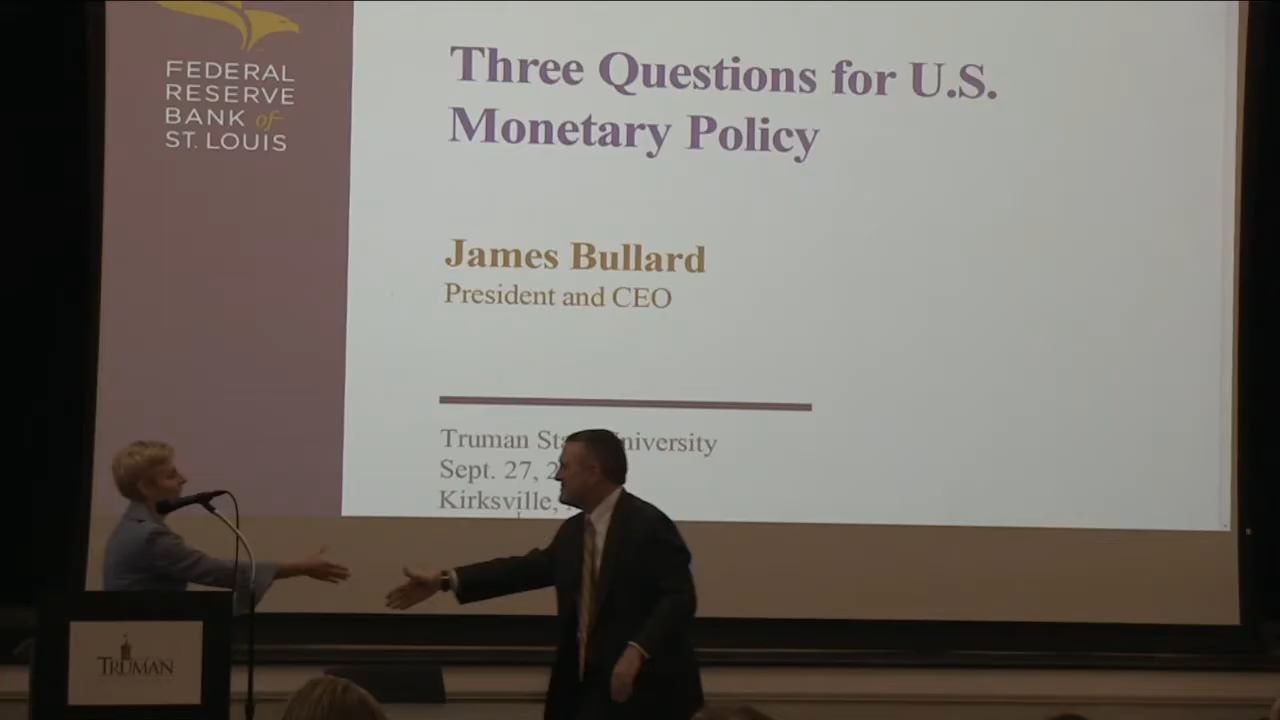 FEDERAL
RESERVE
BANK of
ST. LOUIS
Three Questions for U.S.
Monetary Policy
James Bullard
President and CEO
Truman
Sept. 27,
Kirksville,
TRUMAN